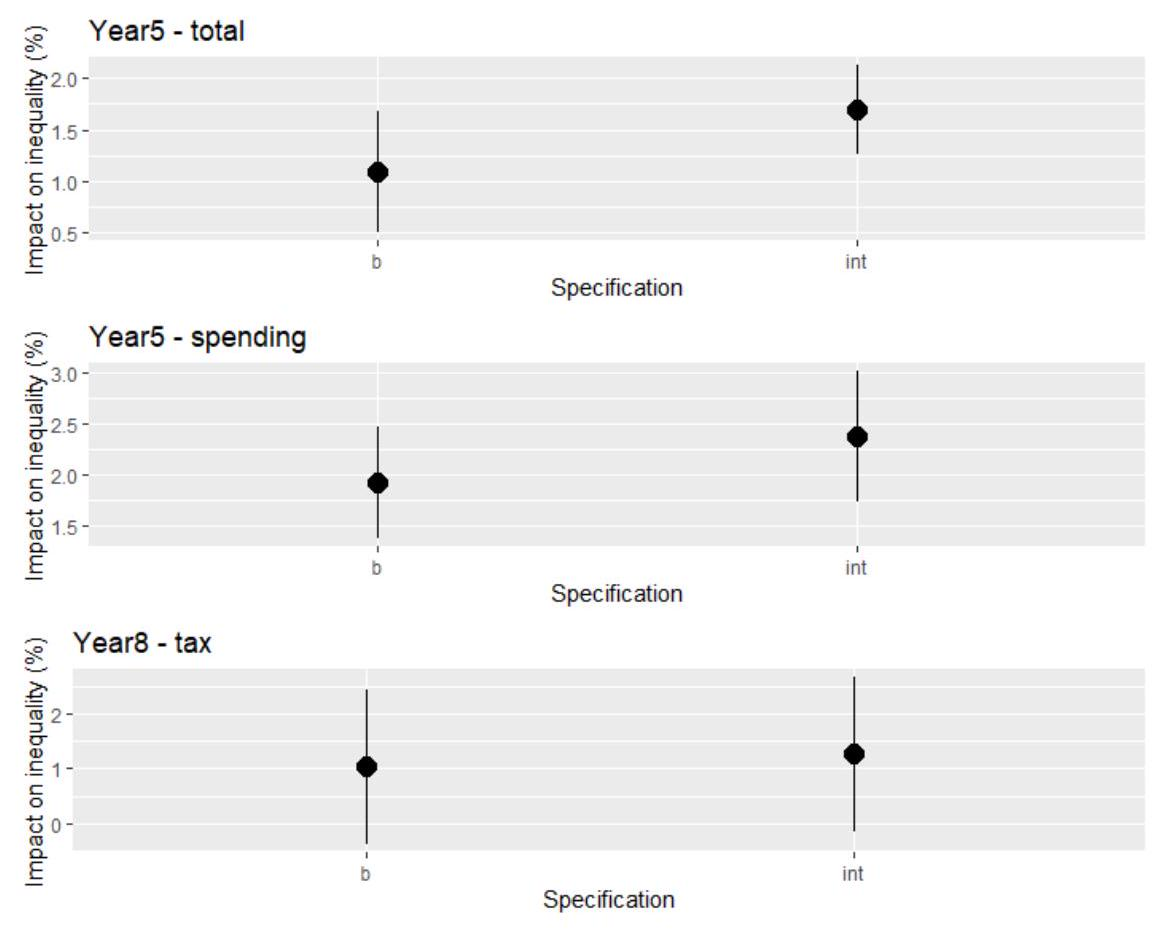 Year5 - total
Impact on inequality (%)
2.0
1.5
1.0
0.5
b int
Specification
Year5 - spending
Impact on inequality (%)
3.0
2.5
2.0
1.5
b int
Specification
Year8 - tax
Impact on inequality (%)
2
1
0
b int
Specification